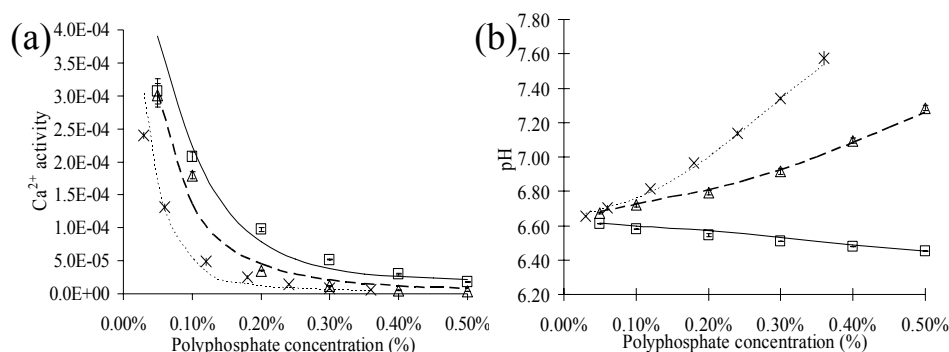 (a)
4.0E-04
3.5E-04
3.0E-04
2.5E-04
2.0E-04
1.5E-04
1.0E-04
5.0E-05
0.0E+00
Ca2+ activity
0.00% 0.10% 0.20% 0.30% 0.40% 0.50%
Polyphosphate concentration (%)
(b)
7.80
7.60
7.40
7.20
7.00
6.80
6.60
6.40
6.20
pH
0.00% 0.10% 0.20% 0.30% 0.40% 0.50%
Polyphosphate concentration (%)